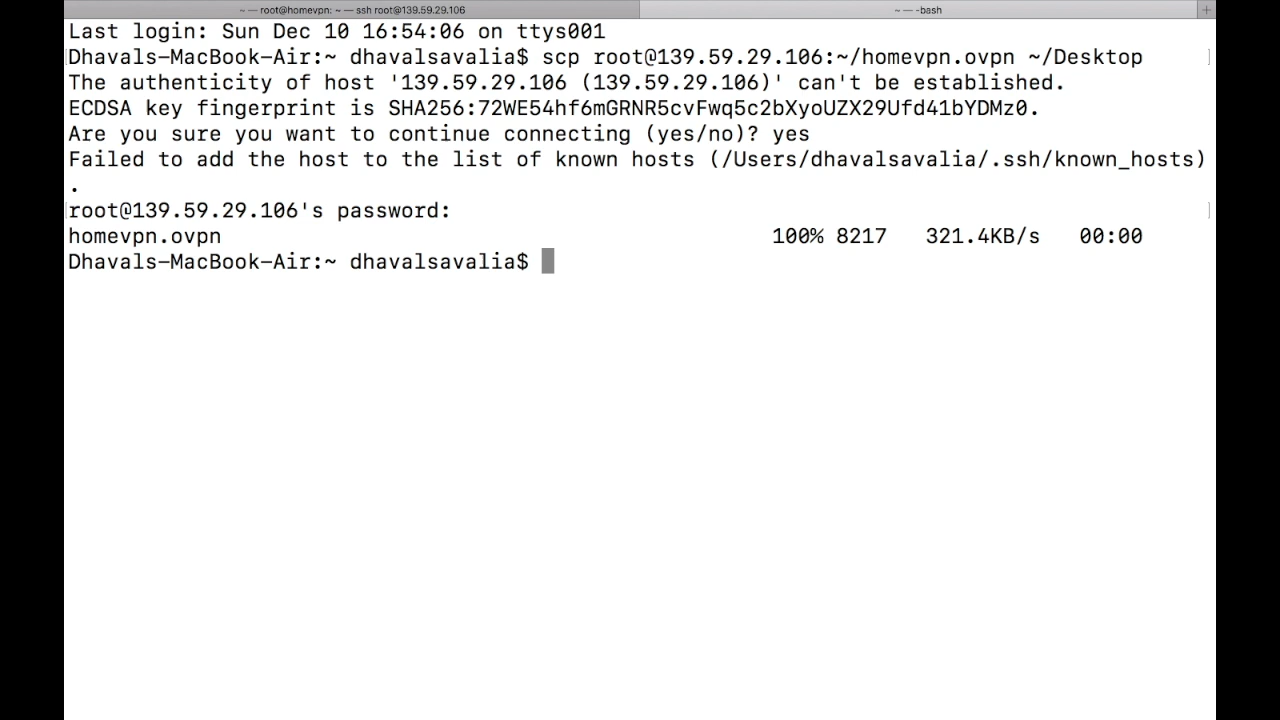 ~ — root@homevpn: ~ — ssh root@139.59.29.106
~ — -bash
+
Last login: Sun Dec 10 16:54:06 on ttys001
[Dhavals-MacBook-Air:~ dhavalsavalia$ scp root@139.59.29.106:~/homevpn.ovpn ~/Desktop ]
The authenticity of host '139.59.29.106 (139.59.29.106)' can't be established.
ECDSA key fingerprint is SHA256:72WE54hf6mGRNR5cvFwq5c2bXyoUZX29Ufd41bYDMz0.
Are you sure you want to continue connecting (yes/no)? yes
Failed to add the host to the list of known hosts (/Users/dhavalsavalia/.ssh/known_hosts)
.
[root@139.59.29.106's password: ]
homevpn.ovpn 100% 8217 321.4KB/s 00:00
Dhavals-MacBook-Air:~ dhavalsavalia$